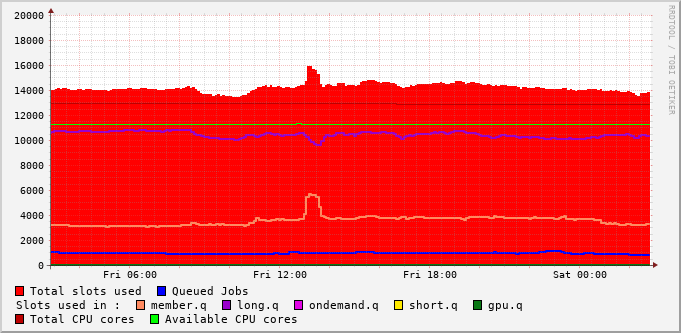 20000
18000
16000
14000
12000
10000
8000
6000
4000
2000
0
Fri 06:00 Fri 12:00 Fri 18:00 Sat 00:00
RRDTOOL / TOBI OETIKER
Total slots used Queued Jobs
Slots used in : member.q long.q ondemand.q short.q gpu.q
Total CPU cores Available CPU cores